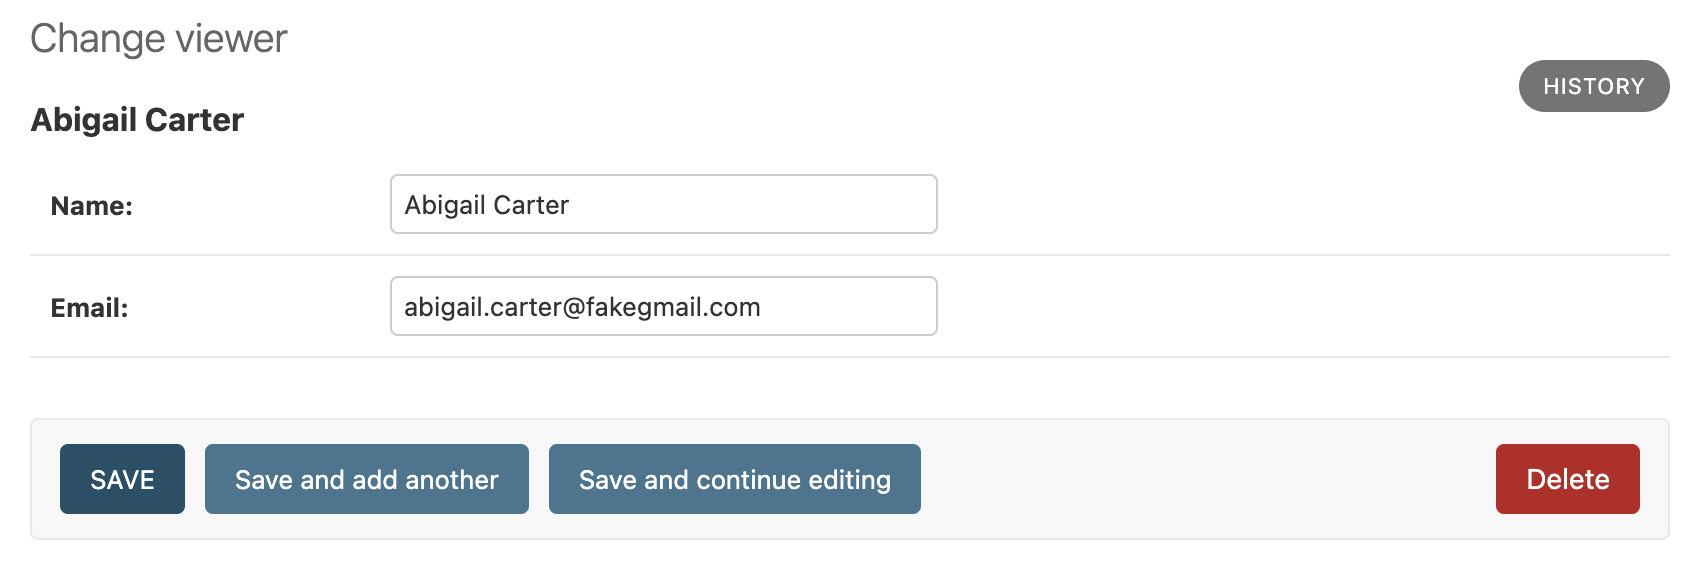 Change viewer
HISTORY
Abigail Carter
Name: Abigail Carter
Email: abigail.carter@fakegmail.com
SAVE Save and add another Save and continue editing Delete